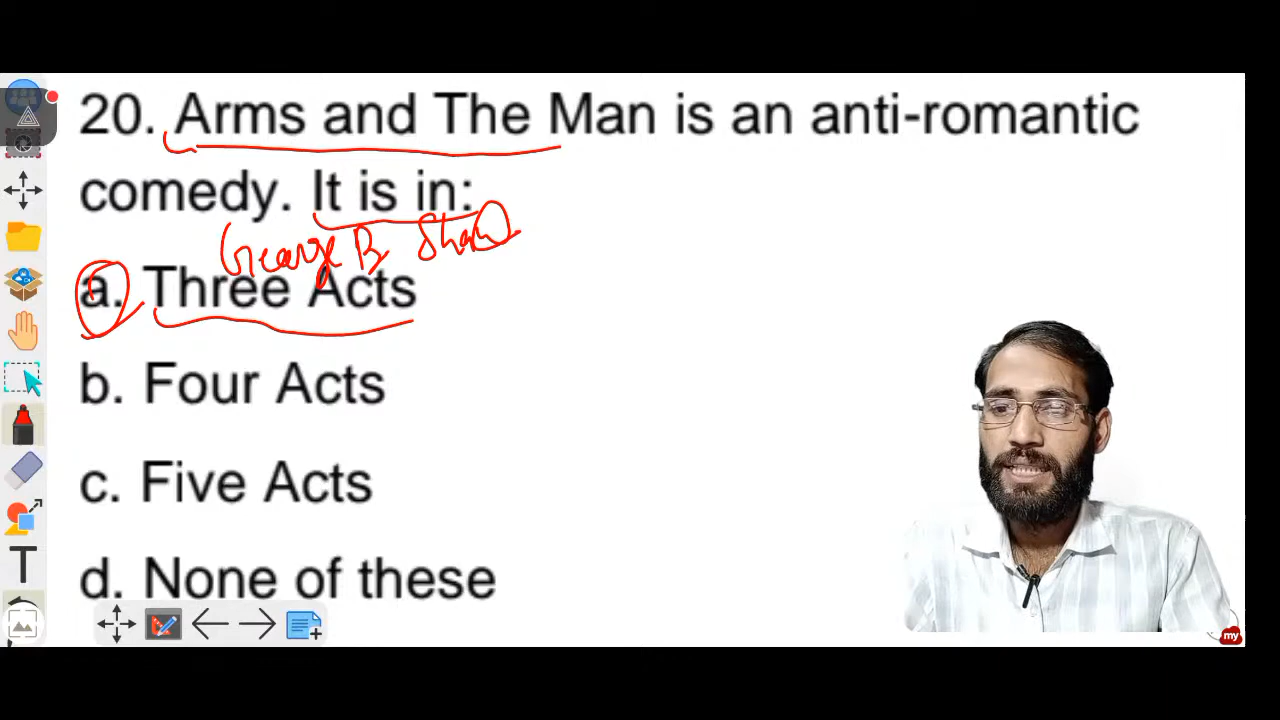 20. Arms and The Man is an anti-romantic
comedy. It is in:
George B Shaw
a. Three Acts
b. Four Acts
c. Five Acts
d. None of these
T
my